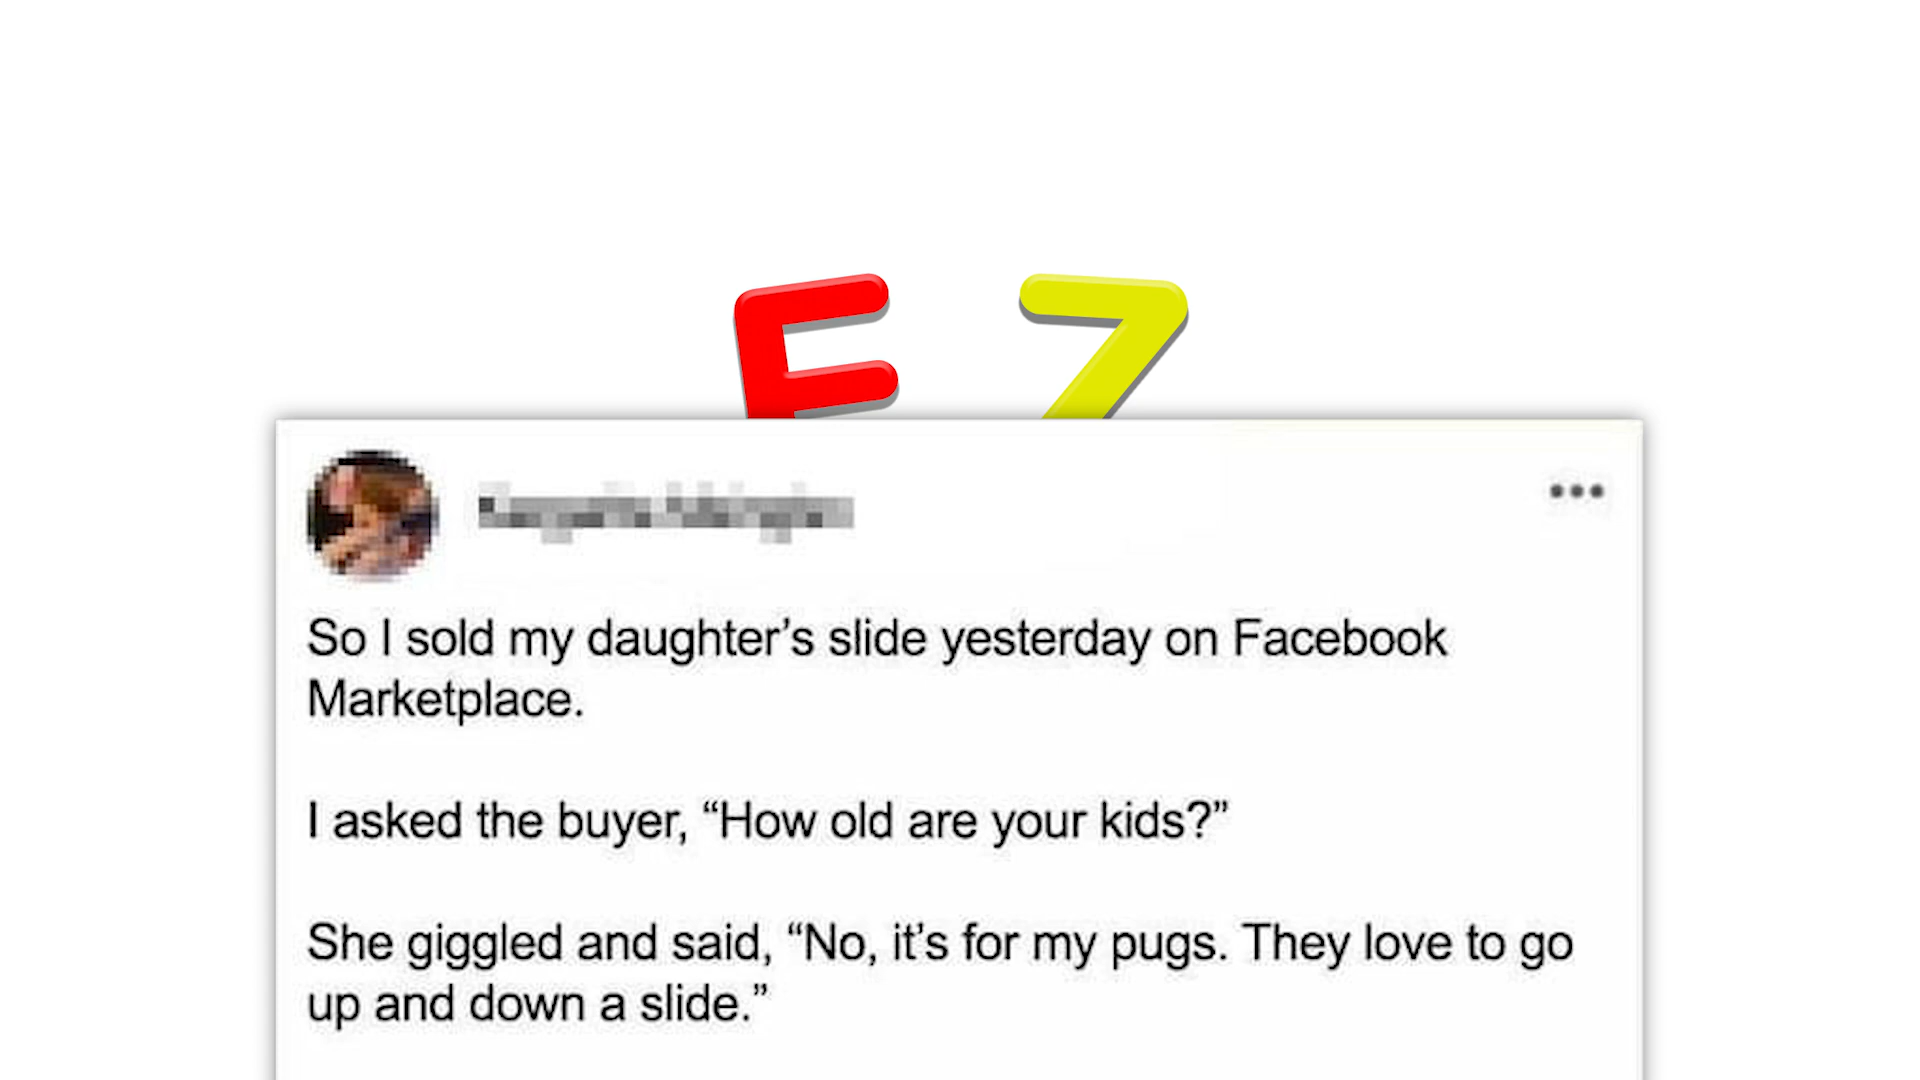 So I sold my daughter’s slide yesterday on Facebook
Marketplace.
I asked the buyer, “How old are your kids?”
She giggled and said, “No, it’s for my pugs. They love to go
up and down a slide.”